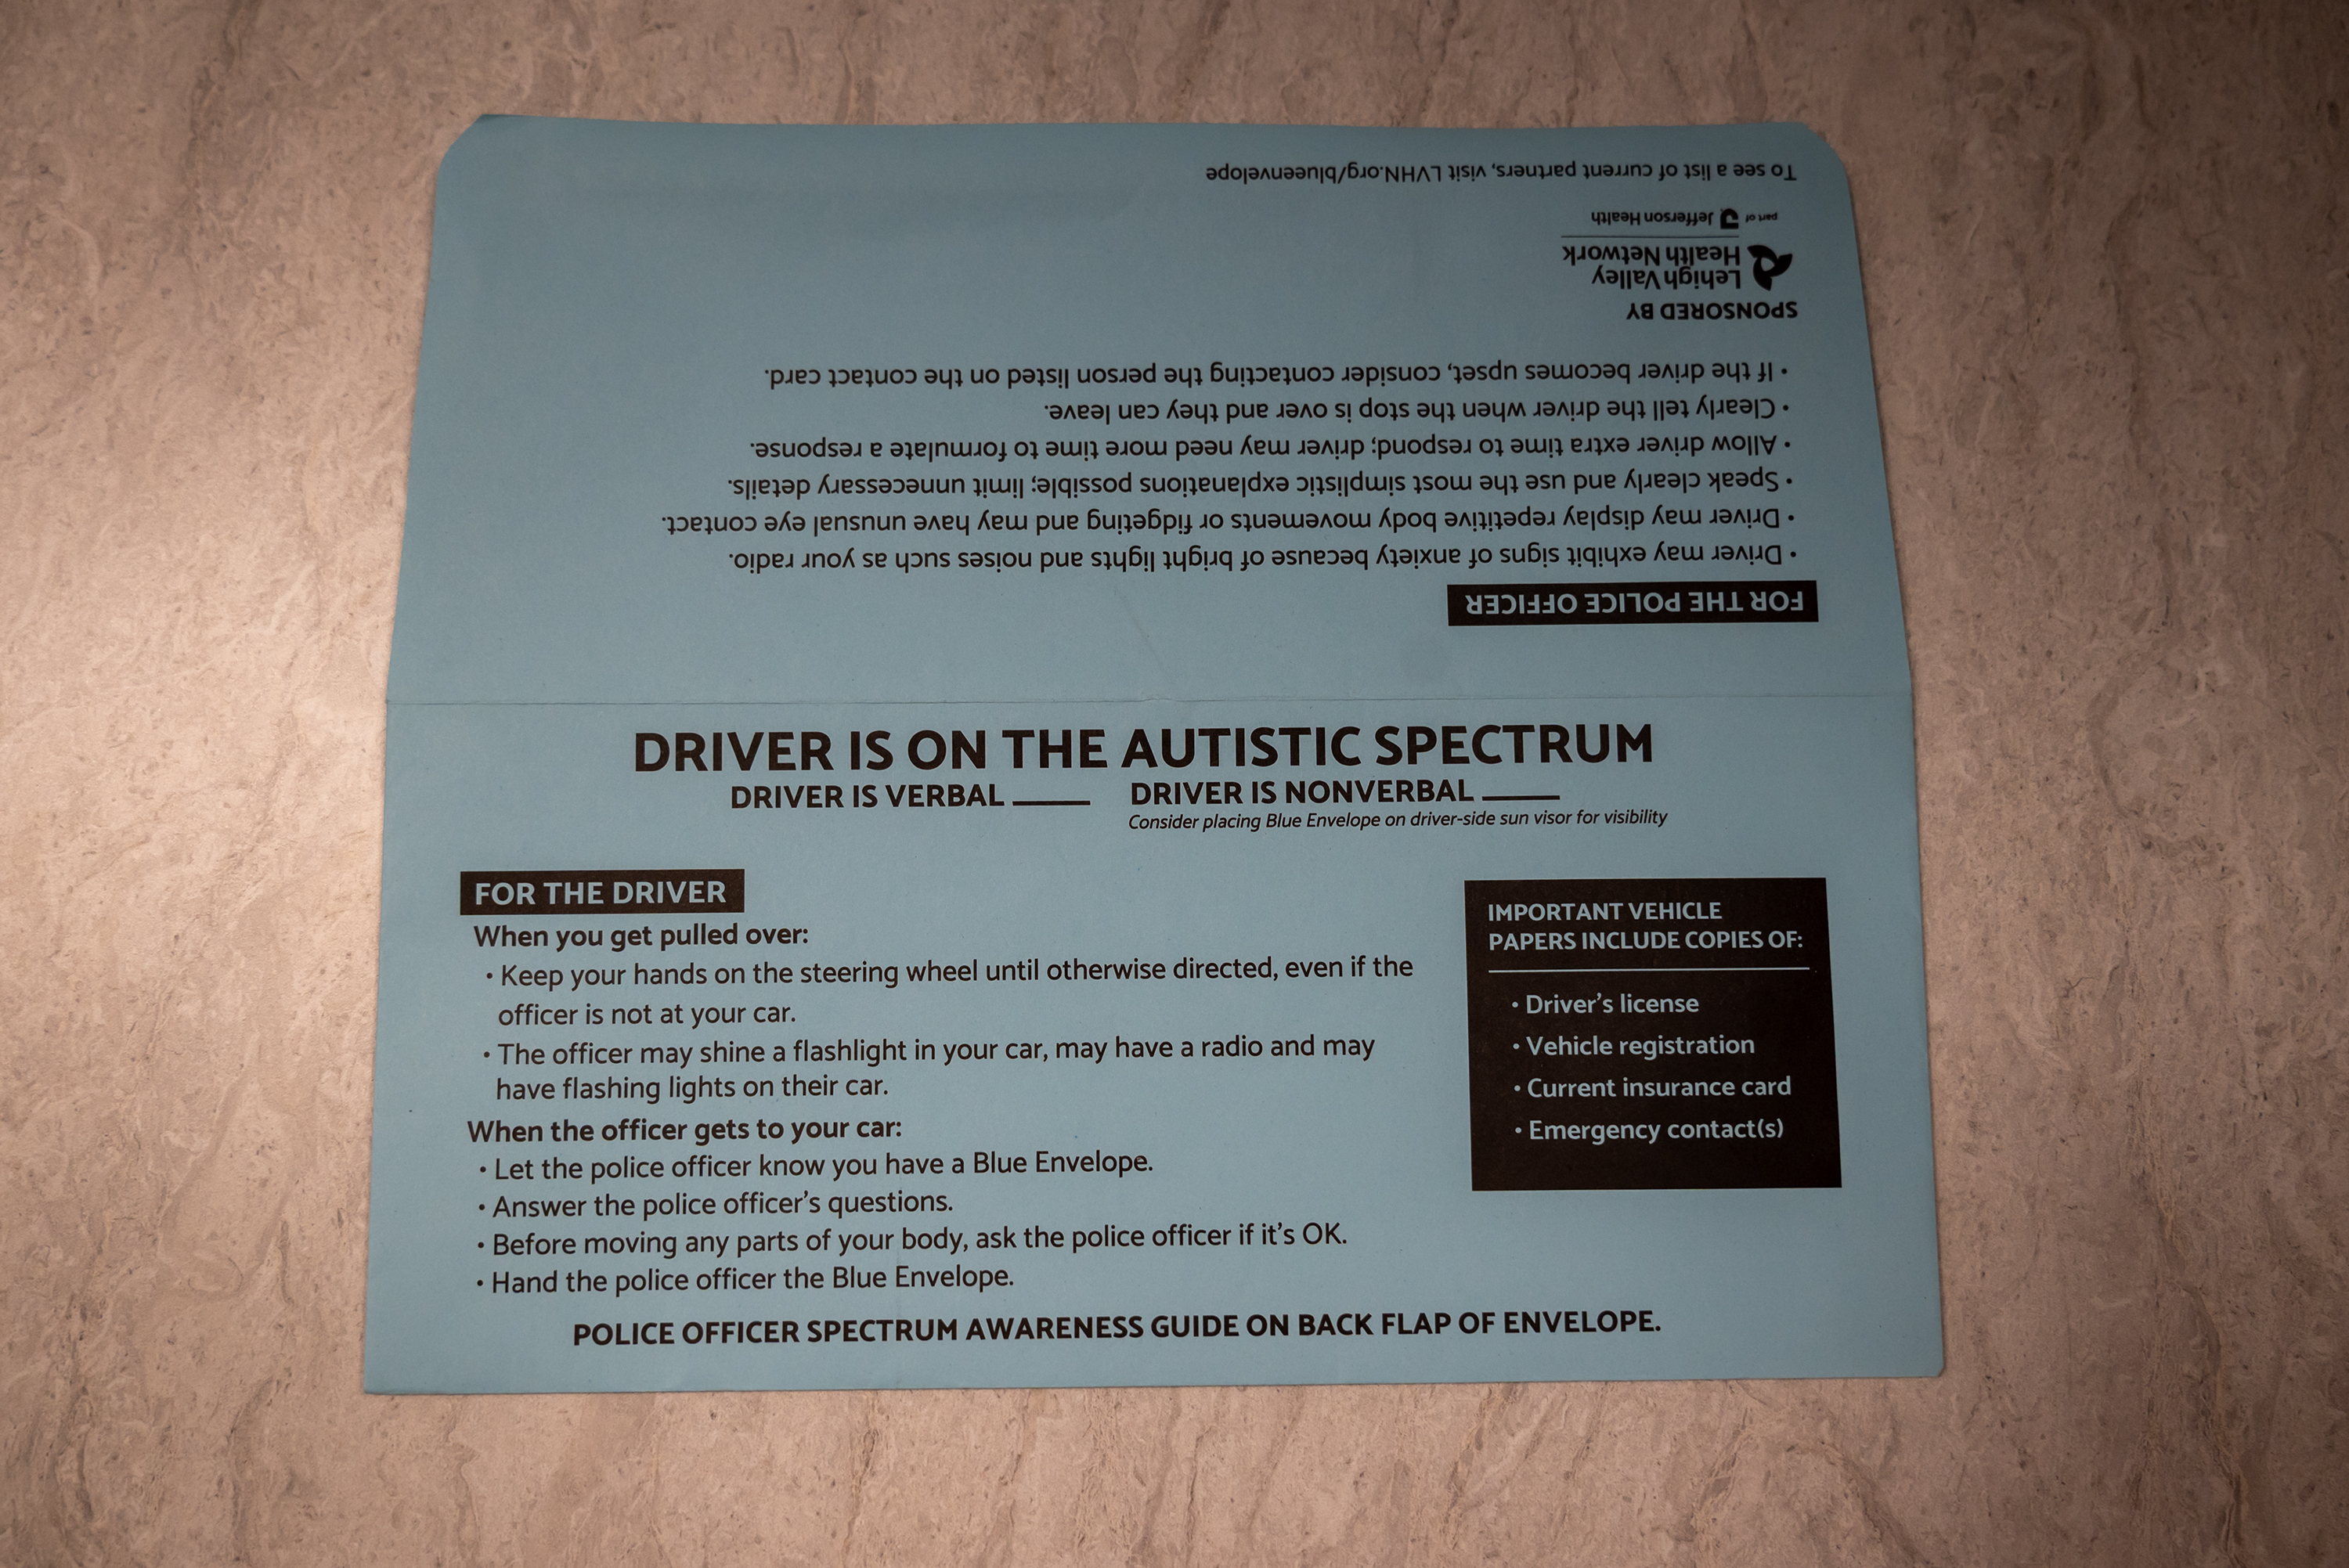 To see a list of current partners, visit LVHN.org/blueenvelope
part of Jefferson Health
Lehigh Valley
Health Network
SPONSORED BY
• If the driver becomes upset, consider contacting the person listed on the contact card.
• Clearly tell the driver when the stop is over and they can leave.
• Allow driver extra time to respond; driver may need more time to formulate a response.
• Speak clearly and use the most simplistic explanations possible; limit unnecessary details.
• Driver may display repetitive body movements or fidgeting and may have unusual eye contact.
• Driver may exhibit signs of anxiety because of bright lights and noises such as your radio.
FOR THE POLICE OFFICER
DRIVER IS ON THE AUTISTIC SPECTRUM
DRIVER IS VERBAL ____ DRIVER IS NONVERBAL ____
Consider placing Blue Envelope on driver-side sun visor for visibility
FOR THE DRIVER
When you get pulled over:
• Keep your hands on the steering wheel until otherwise directed, even if the
officer is not at your car.
• The officer may shine a flashlight in your car, may have a radio and may
have flashing lights on their car.
When the officer gets to your car:
• Let the police officer know you have a Blue Envelope.
• Answer the police officer's questions.
• Before moving any parts of your body, ask the police officer if it's OK.
• Hand the police officer the Blue Envelope.
IMPORTANT VEHICLE
PAPERS INCLUDE COPIES OF:
• Driver's license
• Vehicle registration
• Current insurance card
• Emergency contact(s)
POLICE OFFICER SPECTRUM AWARENESS GUIDE ON BACK FLAP OF ENVELOPE.